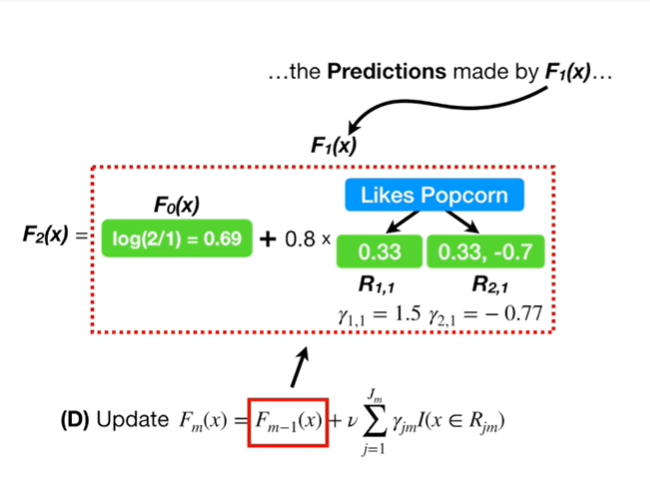 …the Predictions made by F₁(x)…
F₁(x)
F₀(x)
Likes Popcorn
F₂(x) = log(2/1) = 0.69 + 0.8 × 0.33 0.33, -0.7
R₁,₁ R₂,₁
γ₁,₁ = 1.5 γ₂,₁ = − 0.77
(D) Update Fₘ(x) = Fₘ₋₁(x) + ν ∑_{j=1}^{Jₘ} γⱼₘI(x ∈ Rⱼₘ)